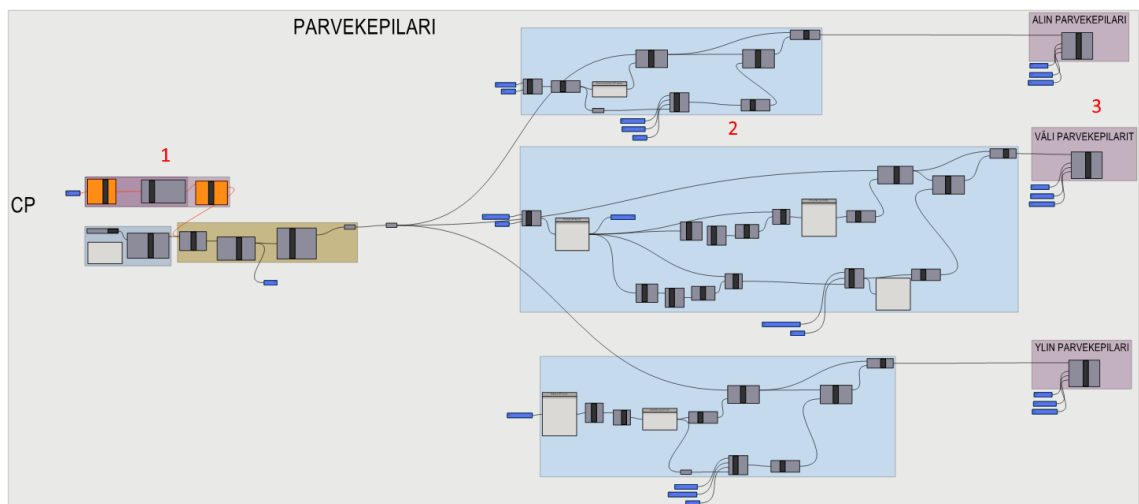 PARVEKEPILARI
ALIN PARVEKEPILARI
3
2
VÄLI PARVEKEPILARIT
1
CP
YLIN PARVEKEPILARI